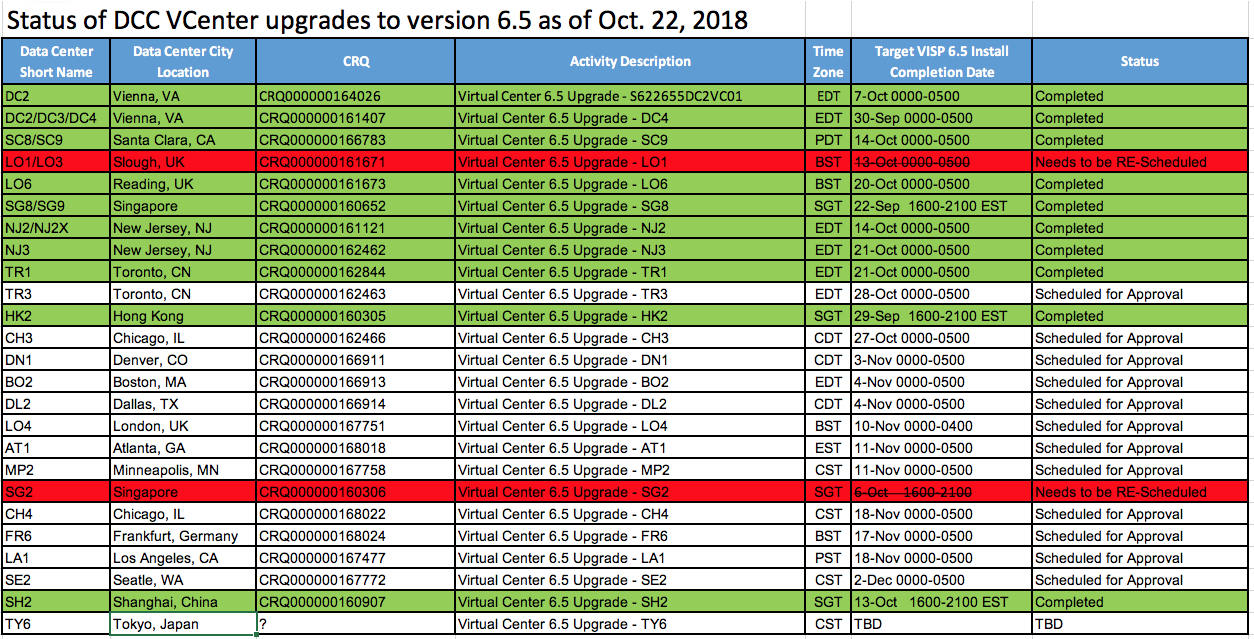 Status of DCC VCenter upgrades to version 6.5 as of Oct. 22, 2018
Data Center Short Name Data Center City Location CRQ Activity Description Time Zone Target VISP 6.5 Install Completion Date Status
DC2 Vienna, VA CRQ000000164026 Virtual Center 6.5 Upgrade - S622655DC2VC01 EDT 7-Oct 0000-0500 Completed
DC2/DC3/DC4 Vienna, VA CRQ000000161407 Virtual Center 6.5 Upgrade - DC4 EDT 30-Sep 0000-0500 Completed
SC8/SC9 Santa Clara, CA CRQ000000166783 Virtual Center 6.5 Upgrade - SC9 PDT 14-Oct 0000-0500 Completed
LO1/LO3 Slough, UK CRQ000000161671 Virtual Center 6.5 Upgrade - LO1 BST 13-Oct 0000-0500 Needs to be RE-Scheduled
LO6 Reading, UK CRQ000000161673 Virtual Center 6.5 Upgrade - LO6 BST 20-Oct 0000-0500 Completed
SG8/SG9 Singapore CRQ000000160652 Virtual Center 6.5 Upgrade - SG8 SGT 22-Sep 1600-2100 EST Completed
NJ2/NJ2X New Jersey, NJ CRQ000000161121 Virtual Center 6.5 Upgrade - NJ2 EDT 14-Oct 0000-0500 Completed
NJ3 New Jersey, NJ CRQ000000162462 Virtual Center 6.5 Upgrade - NJ3 EDT 21-Oct 0000-0500 Completed
TR1 Toronto, CN CRQ000000162844 Virtual Center 6.5 Upgrade - TR1 EDT 21-Oct 0000-0500 Completed
TR3 Toronto, CN CRQ000000162463 Virtual Center 6.5 Upgrade - TR3 EDT 28-Oct 0000-0500 Scheduled for Approval
HK2 Hong Kong CRQ000000160305 Virtual Center 6.5 Upgrade - HK2 SGT 29-Sep 1600-2100 EST Completed
CH3 Chicago, IL CRQ000000162466 Virtual Center 6.5 Upgrade - CH3 CDT 27-Oct 0000-0500 Scheduled for Approval
DN1 Denver, CO CRQ000000166911 Virtual Center 6.5 Upgrade - DN1 CDT 3-Nov 0000-0500 Scheduled for Approval
BO2 Boston, MA CRQ000000166913 Virtual Center 6.5 Upgrade - BO2 EDT 4-Nov 0000-0500 Scheduled for Approval
DL2 Dallas, TX CRQ000000166914 Virtual Center 6.5 Upgrade - DL2 CDT 4-Nov 0000-0500 Scheduled for Approval
LO4 London, UK CRQ000000167751 Virtual Center 6.5 Upgrade - LO4 BST 10-Nov 0000-0400 Scheduled for Approval
AT1 Atlanta, GA CRQ000000168018 Virtual Center 6.5 Upgrade - AT1 EST 11-Nov 0000-0500 Scheduled for Approval
MP2 Minneapolis, MN CRQ000000167758 Virtual Center 6.5 Upgrade - MP2 CST 11-Nov 0000-0500 Scheduled for Approval
SG2 Singapore CRQ000000160306 Virtual Center 6.5 Upgrade - SG2 SGT 6-Oct 1600-2100 Needs to be RE-Scheduled
CH4 Chicago, IL CRQ000000168022 Virtual Center 6.5 Upgrade - CH4 CST 18-Nov 0000-0500 Scheduled for Approval
FR6 Frankfurt, Germany CRQ000000168024 Virtual Center 6.5 Upgrade - FR6 BST 17-Nov 0000-0500 Scheduled for Approval
LA1 Los Angeles, CA CRQ000000167477 Virtual Center 6.5 Upgrade - LA1 PST 18-Nov 0000-0500 Scheduled for Approval
SE2 Seatle, WA CRQ000000167772 Virtual Center 6.5 Upgrade - SE2 CST 2-Dec 0000-0500 Scheduled for Approval
SH2 Shanghai, China CRQ000000160907 Virtual Center 6.5 Upgrade - SH2 SGT 13-Oct 1600-2100 EST Completed
TY6 Tokyo, Japan ? Virtual Center 6.5 Upgrade - TY6 CST TBD TBD